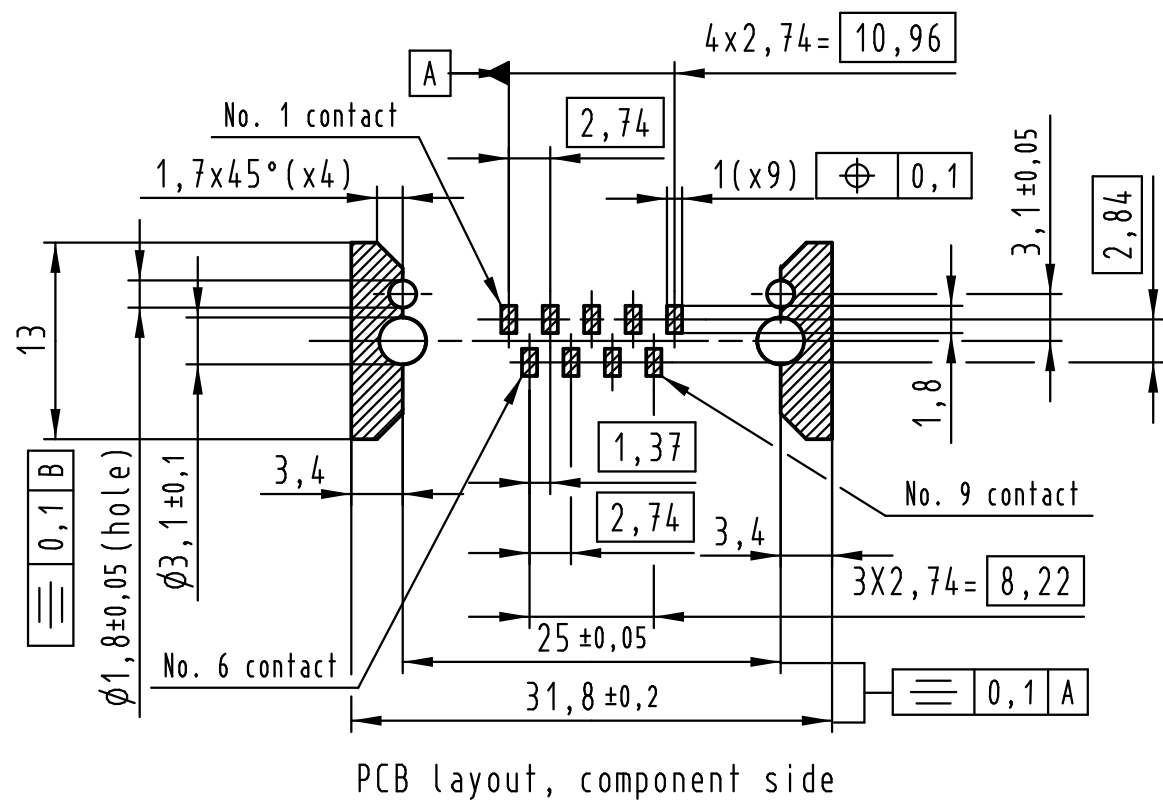 4x2,74= 10,96
A
No. 1 contact
2,74
1,7x45°(x4)
1(x9) ⌖ 0,1
3,1±0,05
2,84
13
1,8
3,4
1,37
No. 9 contact
2,74
3,4
3X2,74= 8,22
⌯ 0,1 B
ø1,8±0,05(hole)
ø3,1±0,1
25 ±0,05
No. 6 contact
31,8 ±0,2
⌯ 0,1 A
PCB layout, component side